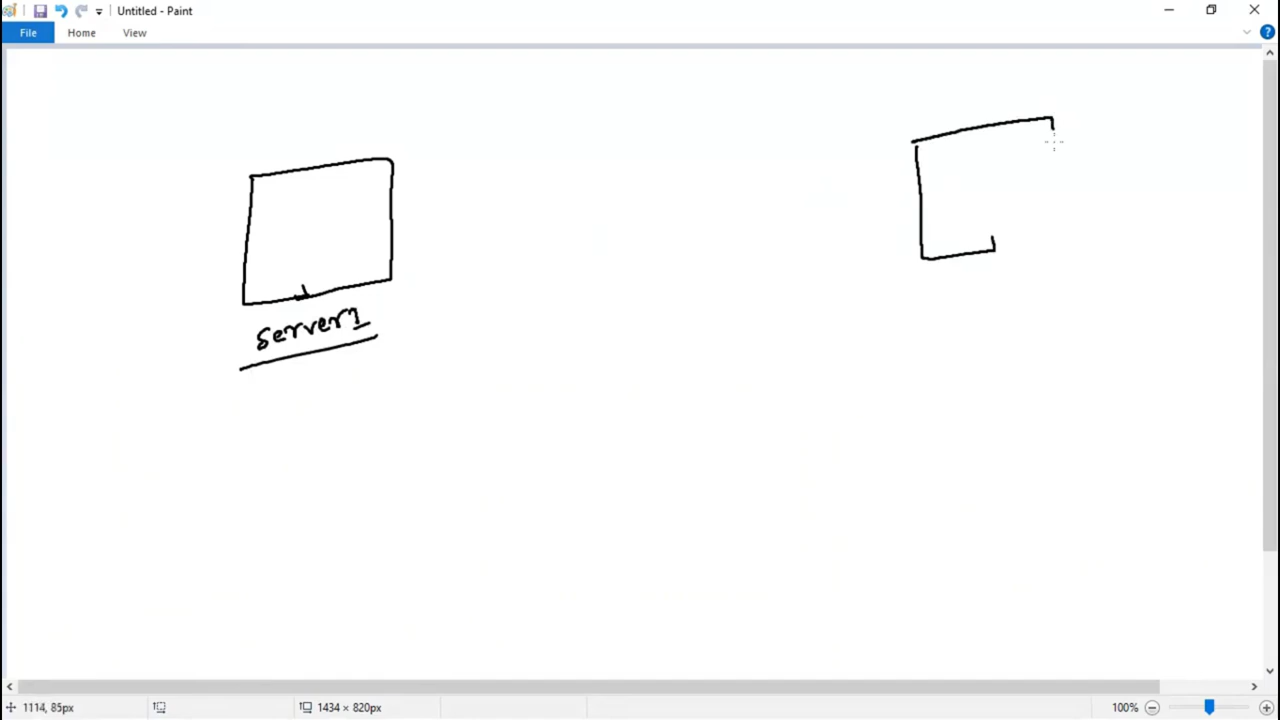 Untitled - Paint
File Home View
server1
1114, 85px 1434 × 820px 100%